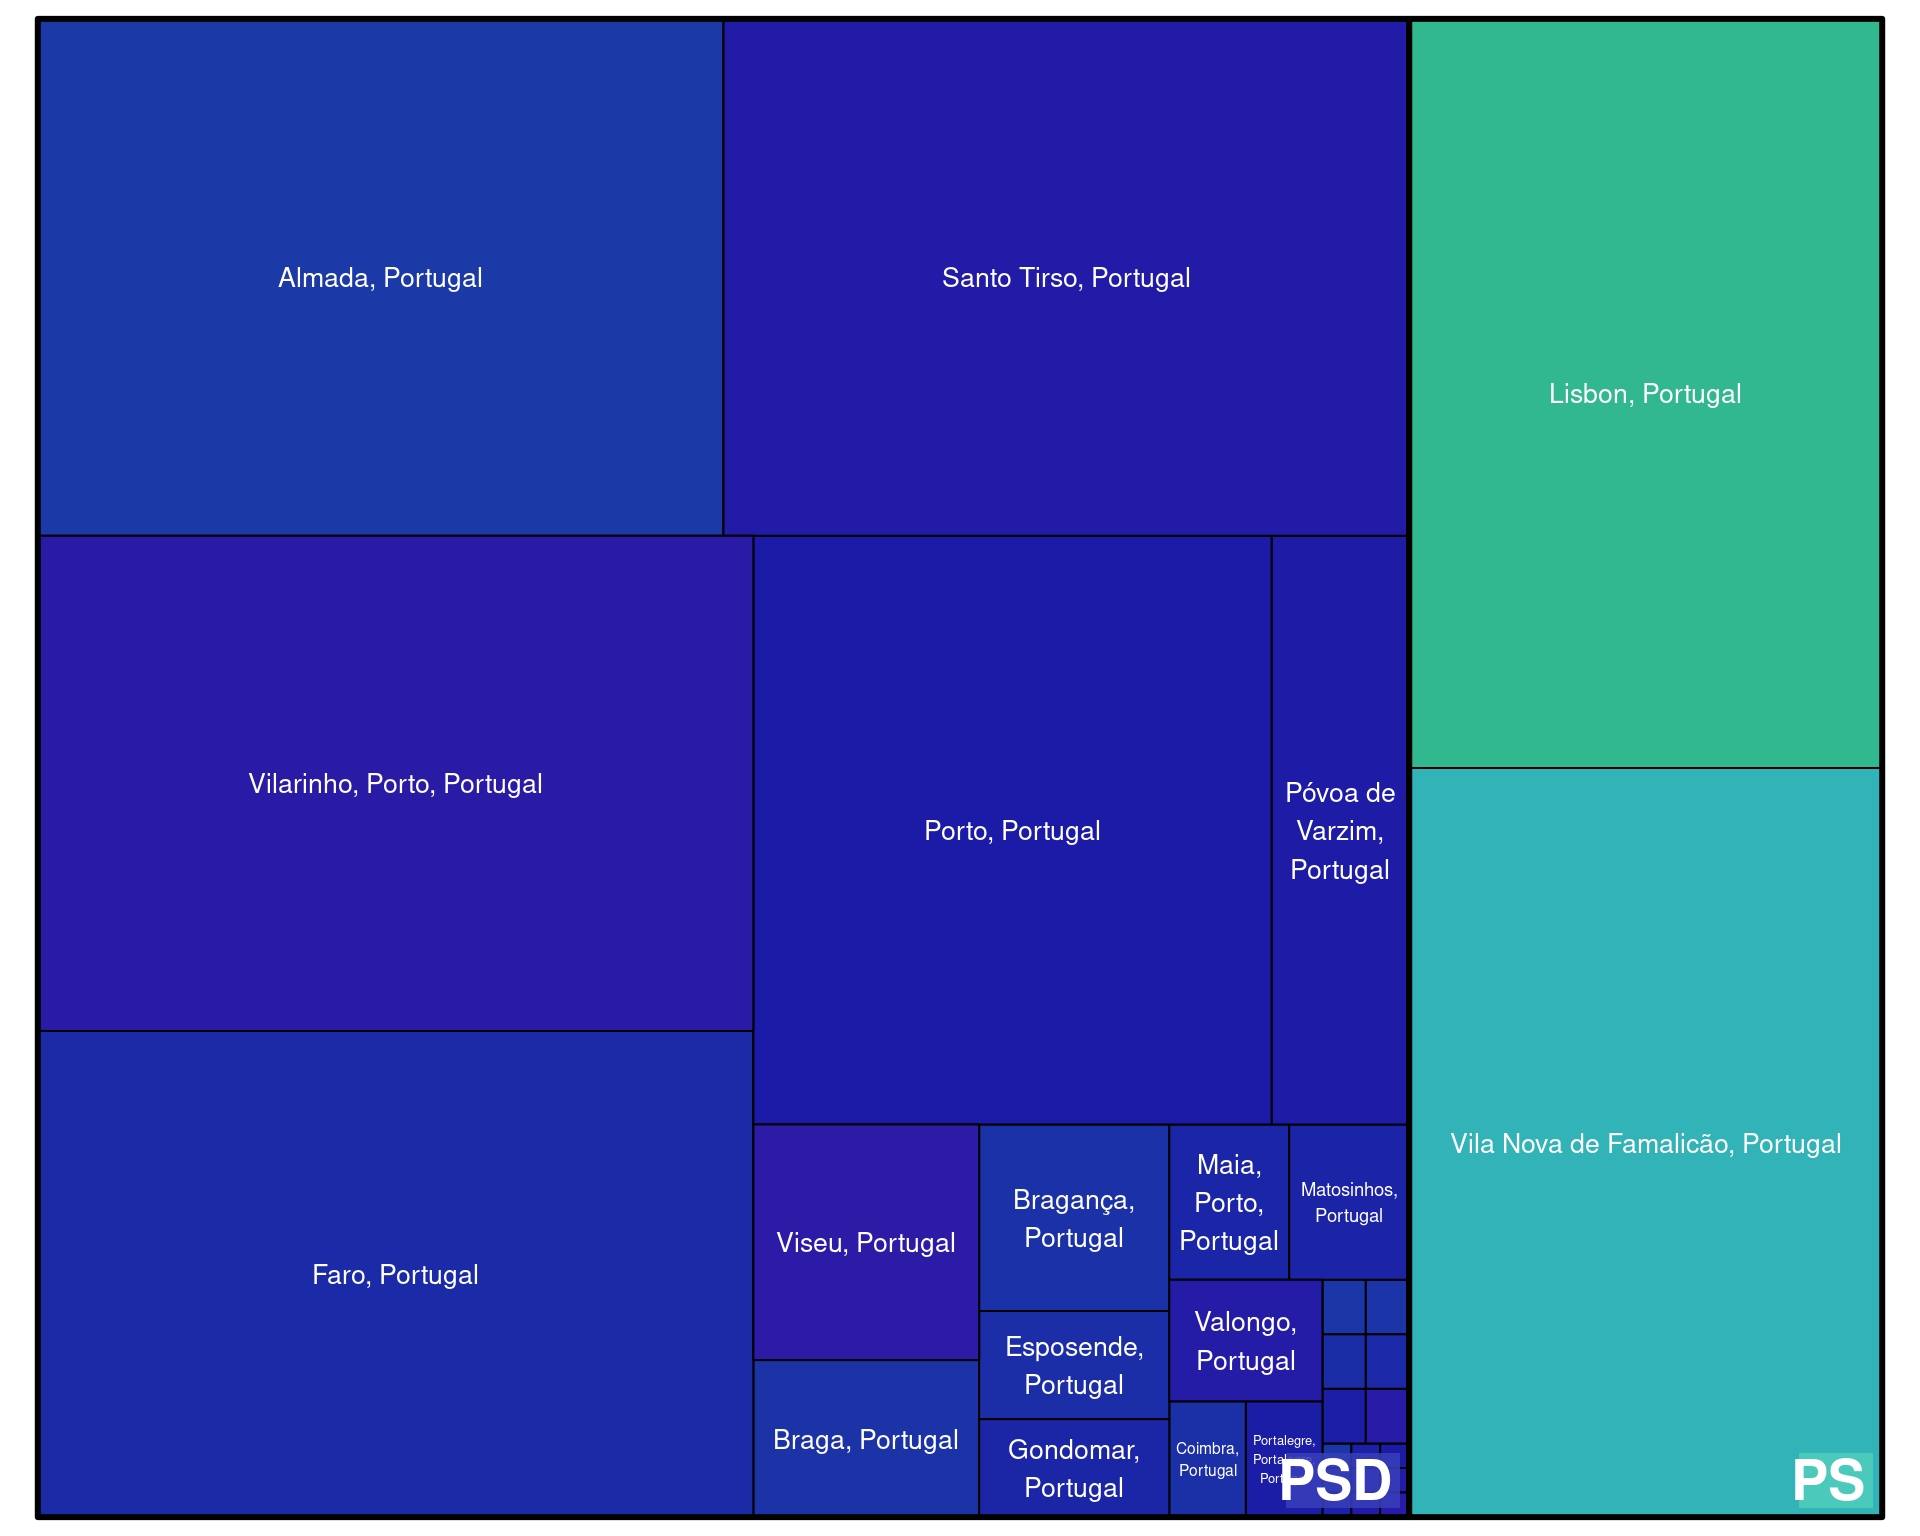 Almada, Portugal
Santo Tirso, Portugal
Lisbon, Portugal
Vilarinho, Porto, Portugal
Porto, Portugal
Póvoa de
Varzim,
Portugal
Vila Nova de Famalicão, Portugal
Faro, Portugal
Viseu, Portugal
Bragança,
Portugal
Maia,
Porto,
Portugal
Matosinhos,
Portugal
Esposende,
Portugal
Valongo,
Portugal
Braga, Portugal
Gondomar,
Portugal
Coimbra,
Portugal
Portalegre,
PSD
PS